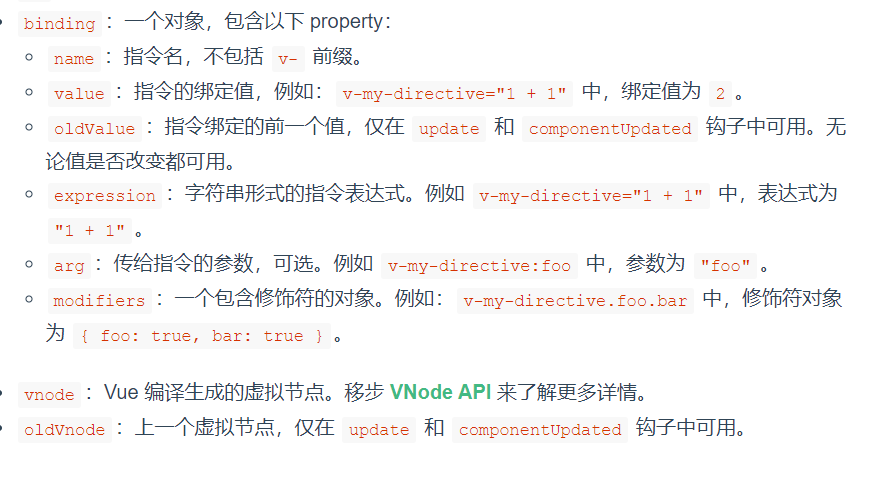 binding：一个对象，包含以下 property：
name：指令名，不包括 v- 前缀。
value：指令的绑定值，例如：v-my-directive="1 + 1" 中，绑定值为 2。
oldValue：指令绑定的前一个值，仅在 update 和 componentUpdated 钩子中可用。无
论值是否改变都可用。
expression：字符串形式的指令表达式。例如 v-my-directive="1 + 1" 中，表达式为
"1 + 1"。
arg：传给指令的参数，可选。例如 v-my-directive:foo 中，参数为 "foo"。
modifiers：一个包含修饰符的对象。例如：v-my-directive.foo.bar 中，修饰符对象
为 { foo: true, bar: true }。
vnode：Vue 编译生成的虚拟节点。移步 VNode API 来了解更多详情。
oldVnode：上一个虚拟节点，仅在 update 和 componentUpdated 钩子中可用。